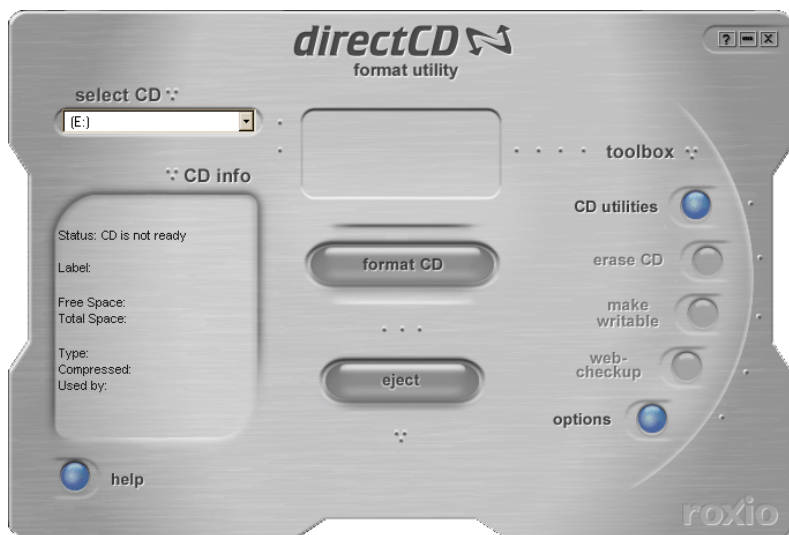 directCD
format utility
select CD
(E:)
CD info
Status: CD is not ready
Label:
Free Space:
Total Space:
Type:
Compressed:
Used by:
help
format CD
eject
toolbox
CD utilities
erase CD
make
writable
web-
checkup
options
roxio
?
X